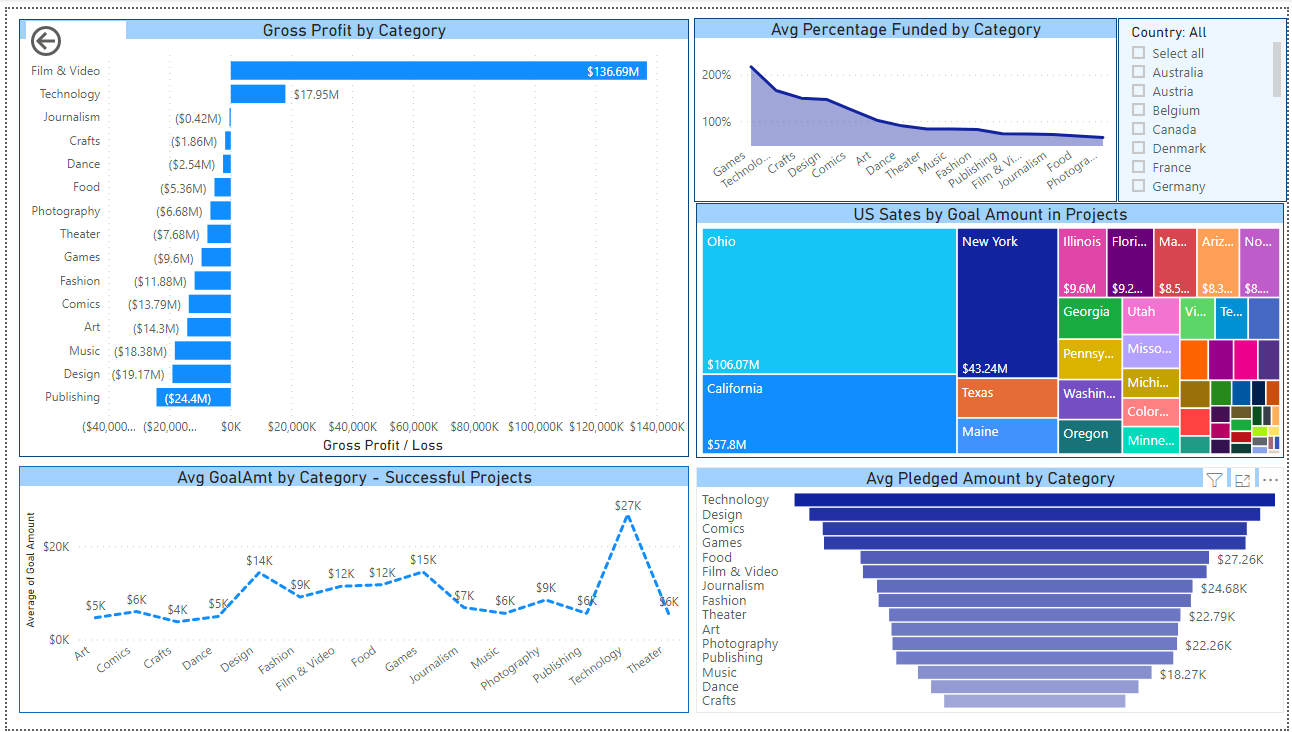 Gross Profit by Category
Film & Video
$136.69M
Technology
$17.95M
Journalism
($0.42M)
Crafts
($1.86M)
Dance
($2.54M)
Food
($5.36M)
Photography
($6.68M)
Theater
($7.68M)
Games
($9.6M)
Fashion
($11.88M)
Comics
($13.79M)
Art
($14.3M)
Music
($18.38M)
Design
($19.17M)
Publishing
($24.4M)
($40,000... ($20,000... $0K $20,000K $40,000K $60,000K $80,000K $100,000K $120,000K $140,000K
Gross Profit / Loss
Avg Percentage Funded by Category
200%
100%
Games Technolo... Crafts Design Comics Art Dance Theater Music Fashion Publishing Film & Vi... Journalism Food Photogra...
Country: All
Select all
Australia
Austria
Belgium
Canada
Denmark
France
Germany
US Sates by Goal Amount in Projects
Ohio
$106.07M
California
$57.8M
New York
$43.24M
Texas
Maine
Illinois
$9.6M
Flori...
$9.2...
Ma...
$8.5...
Ariz...
$8.3...
No...
$8....
Georgia
Utah
Vi...
Te...
Pennsy...
Misso...
Washin...
Michi...
Color...
Oregon
Minne...
Avg GoalAmt by Category - Successful Projects
Average of Goal Amount
$20K
$0K
$5K $6K $4K $5K $14K $9K $12K $12K $15K $7K $6K $9K $6K $27K $6K
Art Comics Crafts Dance Design Fashion Film & Video Food Games Journalism Music Photography Publishing Technology Theater
Avg Pledged Amount by Category
Technology
Design
Comics
Games
Food
$27.26K
Film & Video
Journalism
$24.68K
Fashion
Theater
$22.79K
Art
Photography
$22.26K
Publishing
Music
$18.27K
Dance
Crafts